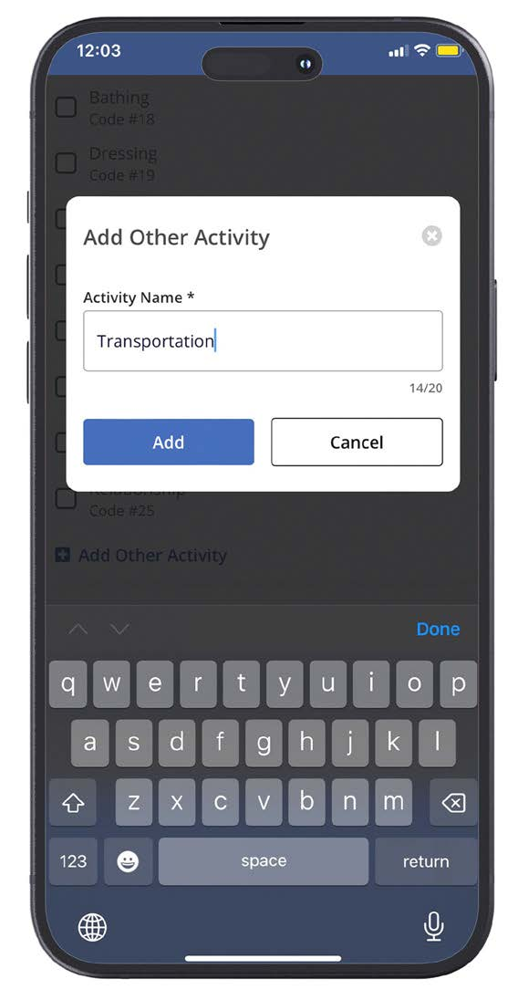 12:03
Bathing
Code #18
Dressing
Code #19
Add Other Activity
Activity Name *
Transportation
14/20
Add
Cancel
Relationship
Code #25
Add Other Activity
Done
q w e r t y u i o p
a s d f g h j k l
z x c v b n m
123 space return